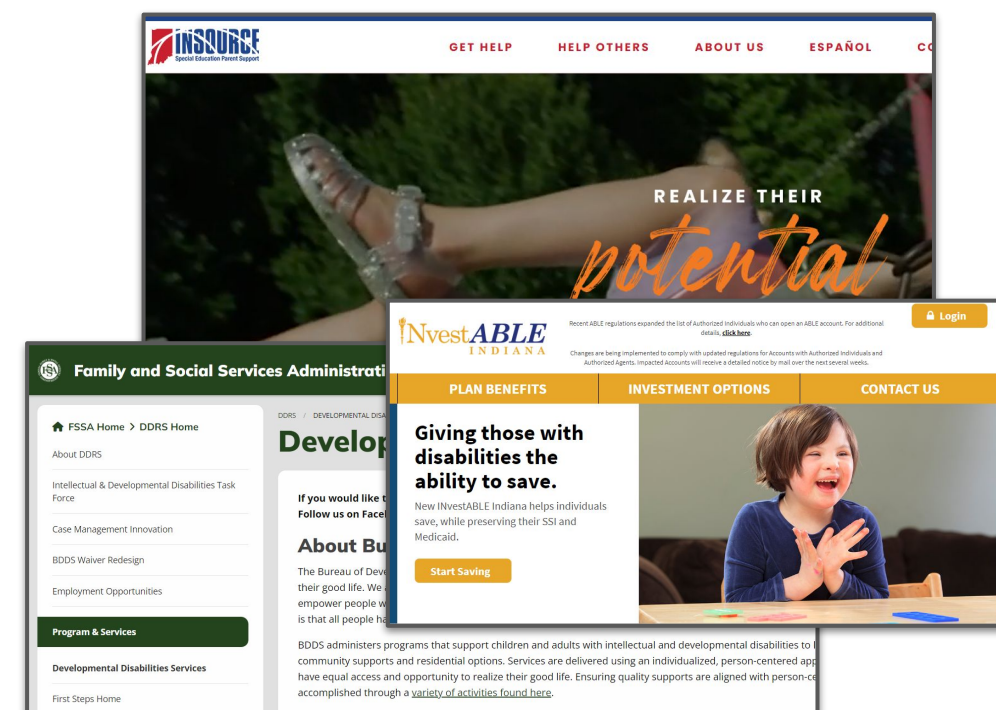 INSOURCE
Special Education Parent Support
GET HELP
HELP OTHERS
ABOUT US
ESPAÑOL
REALIZE THEIR
potential
INvestABLE
INDIANA
Recent ABLE regulations expanded the list of Authorized Individuals who can open an ABLE account. For additional
details, click here.
Changes are being implemented to comply with updated regulations for Accounts with Authorized Individuals and
Authorized Agents. Impacted Accounts will receive a detailed notice by mail over the next several weeks.
Login
PLAN BENEFITS
INVESTMENT OPTIONS
CONTACT US
Giving those with
disabilities the
ability to save.
New INvestABLE Indiana helps individuals
save, while preserving their SSI and
Medicaid.
Start Saving
Family and Social Services Administrati
FSSA Home > DDRS Home
About DDRS
Intellectual & Developmental Disabilities Task
Force
Case Management Innovation
BDDS Waiver Redesign
Employment Opportunities
Program & Services
Developmental Disabilities Services
First Steps Home
DDRS / DEVELOPMENTAL DISA
Develop
If you would like t
Follow us on Face
About Bu
The Bureau of Deve
their good life. We
empower people w
is that all people ha
BDDS administers programs that support children and adults with intellectual and developmental disabilities to
community supports and residential options. Services are delivered using an individualized, person-centered app
have equal access and opportunity to realize their good life. Ensuring quality supports are aligned with person-ce
accomplished through a variety of activities found here.